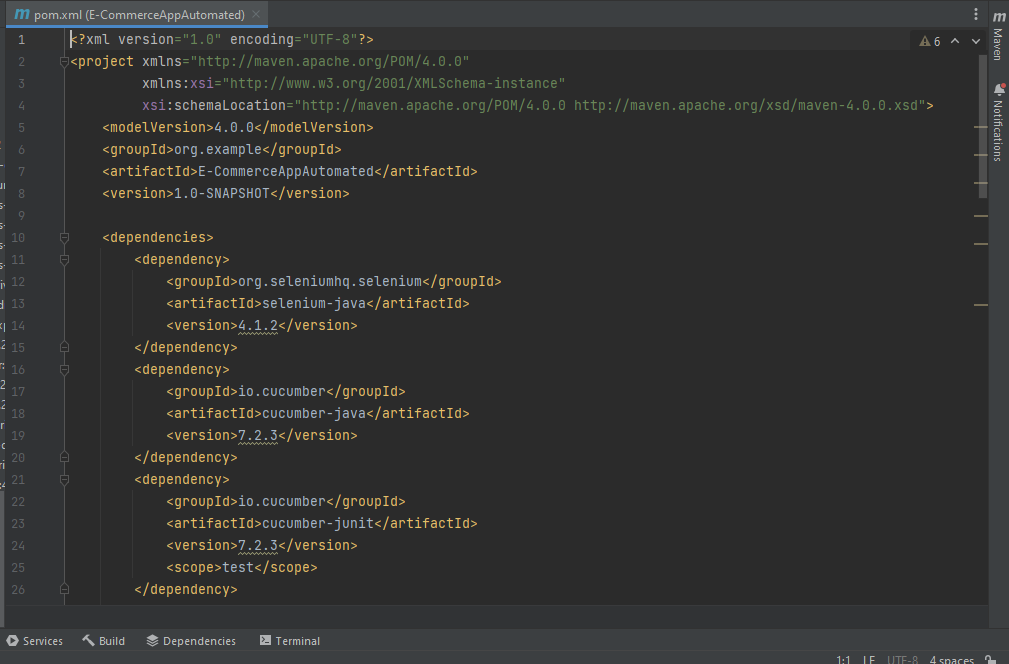 m pom.xml (E-CommerceAppAutomated)
m
Maven
Notifications
6
1 <?xml version="1.0" encoding="UTF-8"?>
2 <project xmlns="http://maven.apache.org/POM/4.0.0"
3 xmlns:xsi="http://www.w3.org/2001/XMLSchema-instance"
4 xsi:schemaLocation="http://maven.apache.org/POM/4.0.0 http://maven.apache.org/xsd/maven-4.0.0.xsd">
5 <modelVersion>4.0.0</modelVersion>
6 <groupId>org.example</groupId>
7 <artifactId>E-CommerceAppAutomated</artifactId>
8 <version>1.0-SNAPSHOT</version>
9
10 <dependencies>
11 <dependency>
12 <groupId>org.seleniumhq.selenium</groupId>
13 <artifactId>selenium-java</artifactId>
14 <version>4.1.2</version>
15 </dependency>
16 <dependency>
17 <groupId>io.cucumber</groupId>
18 <artifactId>cucumber-java</artifactId>
19 <version>7.2.3</version>
20 </dependency>
21 <dependency>
22 <groupId>io.cucumber</groupId>
23 <artifactId>cucumber-junit</artifactId>
24 <version>7.2.3</version>
25 <scope>test</scope>
26 </dependency>
Services Build Dependencies Terminal
1:1 LF UTF-8 4 spaces